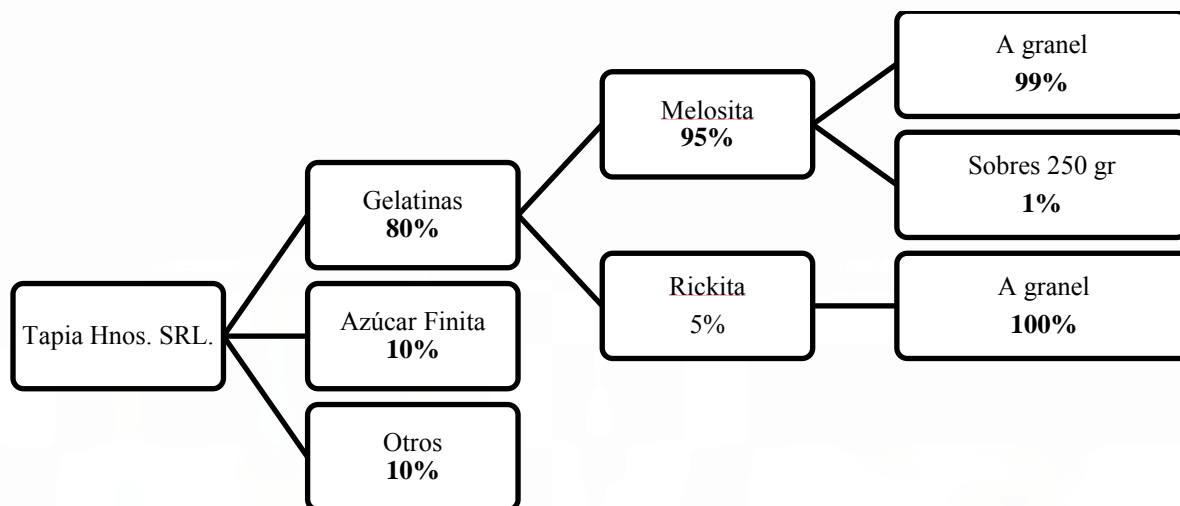 Tapia Hnos. SRL.
Gelatinas
80%
Azúcar Finita
10%
Otros
10%
Melosita
95%
Rickita
5%
A granel
99%
Sobres 250 gr
1%
A granel
100%